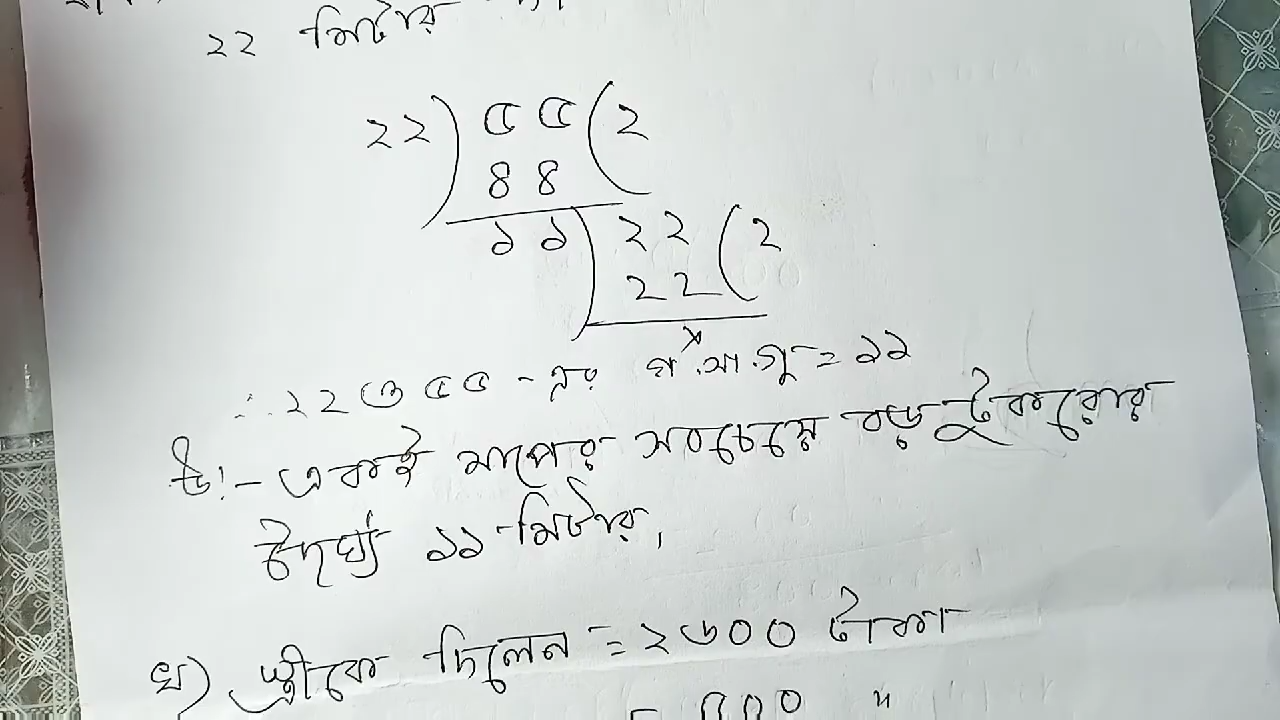 ২২ মিটার
২২) ৫৫ (২
৪৪
১১) ২২ (২
২২
×
∴ ২২ ও ৫৫ - এর গ.সা.গু = ১১
উঃ- একই মাপের সবচেয়ে বড় টুকরোর
দৈর্ঘ্য ১১ মিটার,
খ) স্ত্রীকে দিলেন = ২৬০০ টাকা